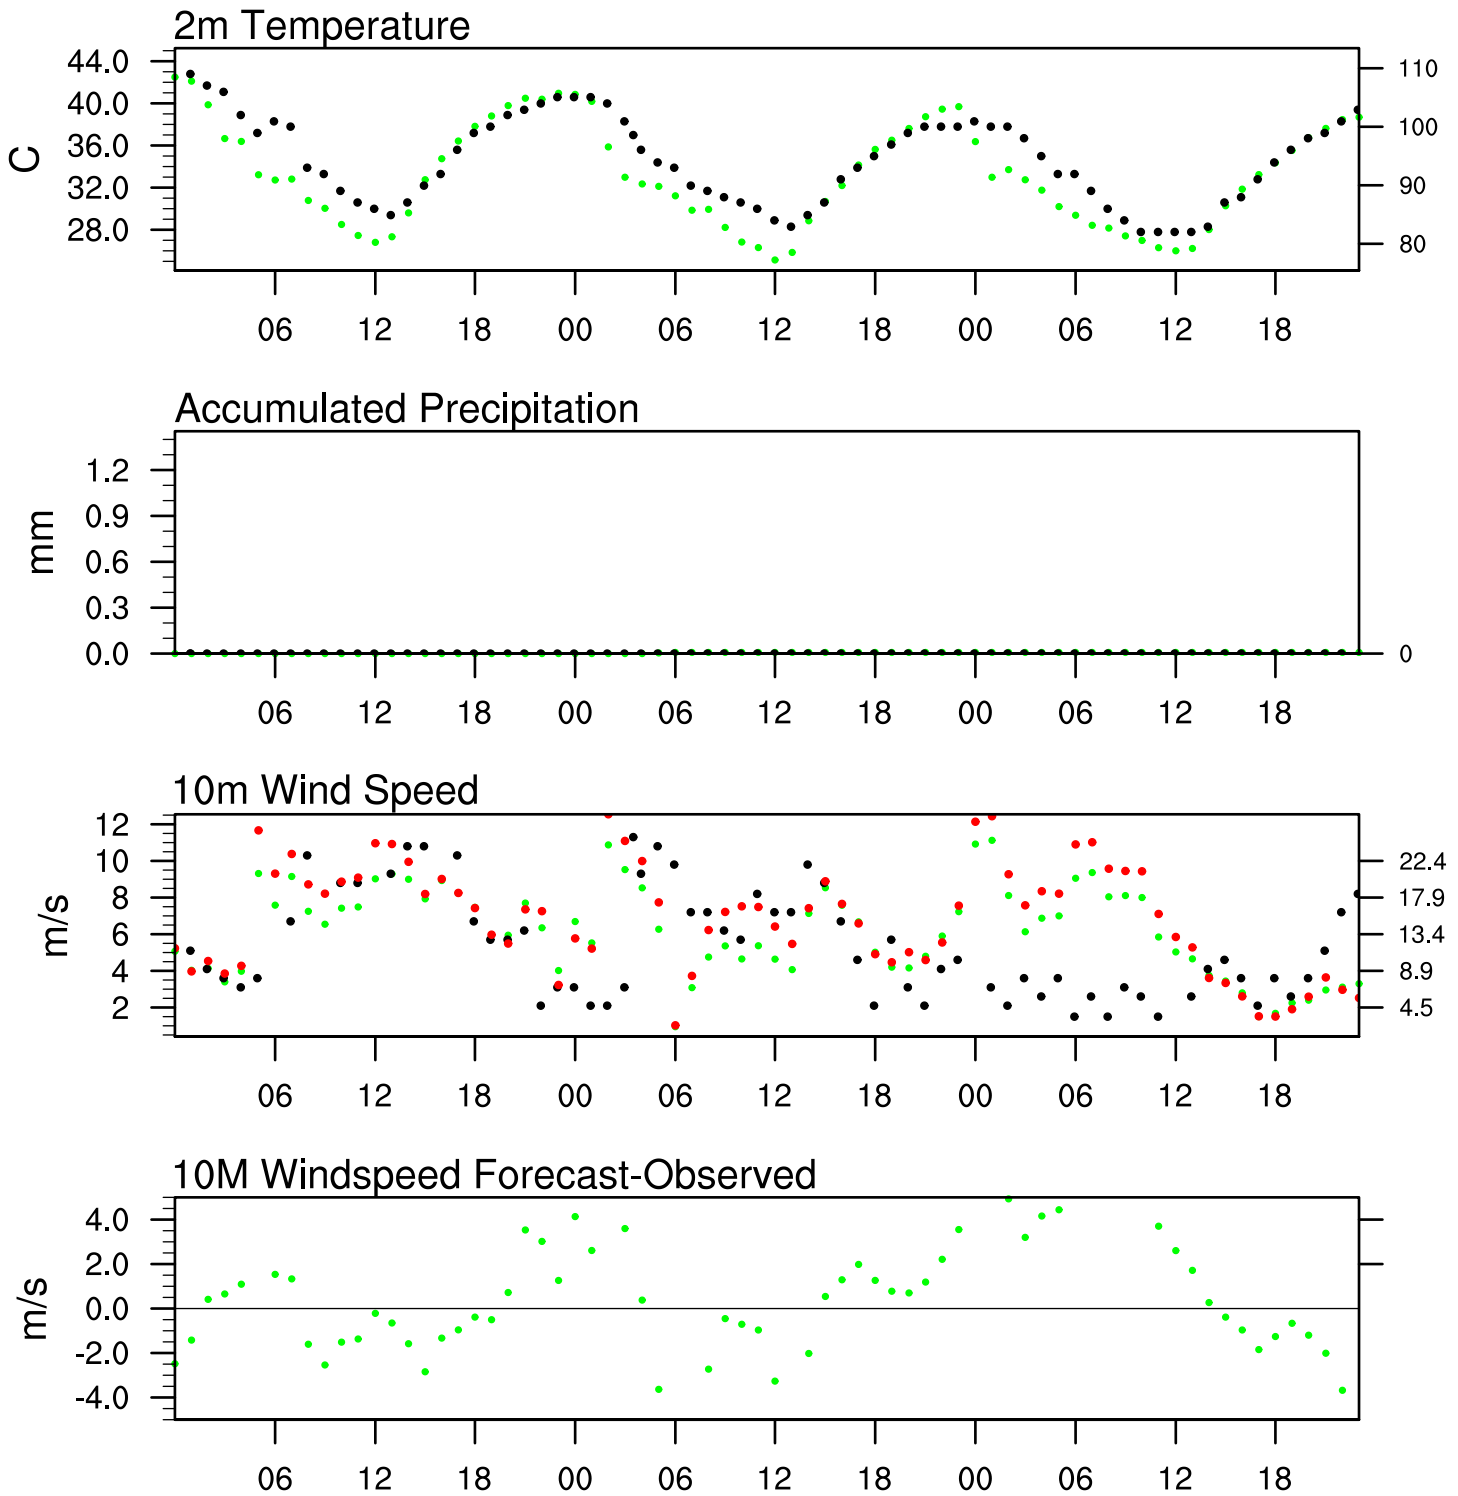 2m Temperature
44.0
40.0
36.0
32.0
28.0
C
110
100
90
80
06 12 18 00 06 12 18 00 06 12 18
Accumulated Precipitation
1.2
0.9
0.6
0.3
0.0
mm
0
06 12 18 00 06 12 18 00 06 12 18
10m Wind Speed
12
10
8
6
4
2
m/s
22.4
17.9
13.4
8.9
4.5
06 12 18 00 06 12 18 00 06 12 18
10M Windspeed Forecast-Observed
4.0
2.0
0.0
-2.0
-4.0
m/s
06 12 18 00 06 12 18 00 06 12 18